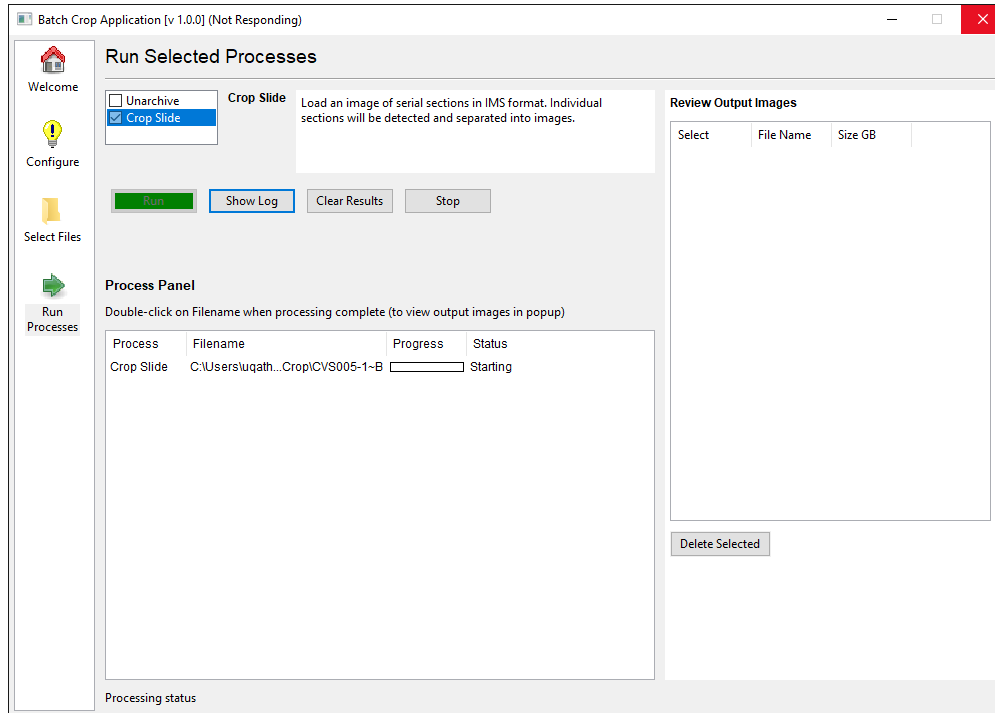 Batch Crop Application [v 1.0.0] (Not Responding)
Welcome
Configure
Select Files
Run
Processes
Run Selected Processes
Unarchive
Crop Slide
Crop Slide
Load an image of serial sections in IMS format. Individual
sections will be detected and separated into images.
Run
Show Log
Clear Results
Stop
Process Panel
Double-click on Filename when processing complete (to view output images in popup)
Process Filename Progress Status
Crop Slide C:\Users\uqath...Crop\CVS005-1~B Starting
Processing status
Review Output Images
Select File Name Size GB
Delete Selected